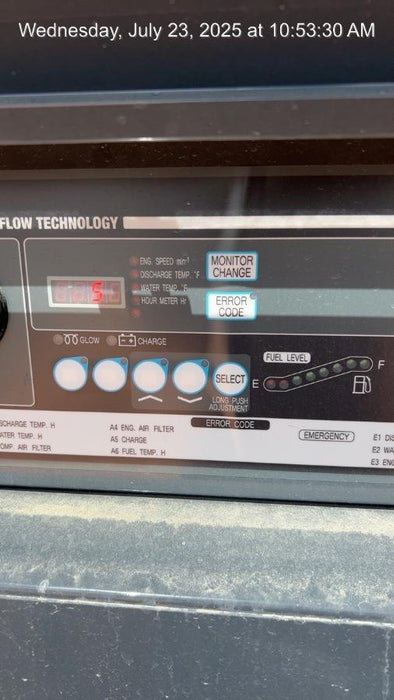 Wednesday, July 23, 2025 at 10:53:30 AM
FLOW TECHNOLOGY
ENG. SPEED min-1
DISCHARGE TEMP. °F
WATER TEMP. °F
HOUR METER Hr
MONITOR
CHANGE
ERROR
CODE
GLOW
CHARGE
SELECT
LONG PUSH
ADJUSTMENT
FUEL LEVEL
E
F
ERROR CODE
SCHARGE TEMP. H
ATER TEMP. H
OMP. AIR FILTER
A4 ENG. AIR FILTER
A5 CHARGE
A6 FUEL TEMP. H
EMERGENCY
E1 DIS
E2 WA
E3 ENG